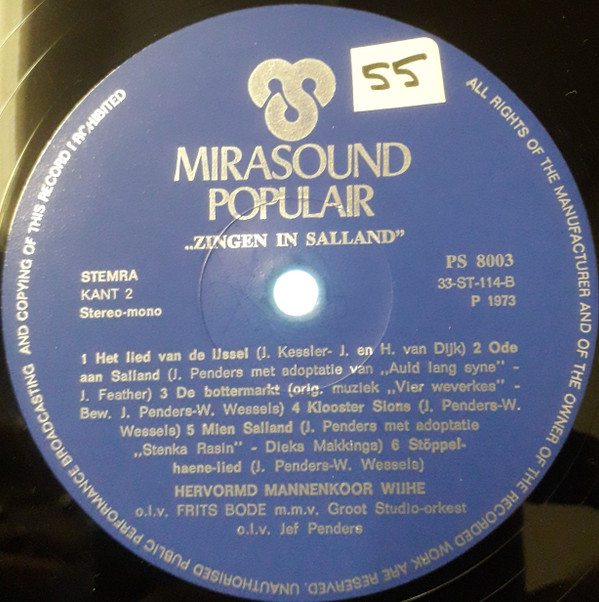 55
MIRASOUND
POPULAIR
„ZINGEN IN SALLAND”
STEMRA
KANT 2
Stereo-mono
PS 8003
33-ST-114-B
P 1973
1 Het lied van de IJssel (J. Kessler- J. en H. van Dijk) 2 Ode
aan Salland (J. Penders met adoptatie van „Auld lang syne” -
J. Feather) 3 De bottermarkt (orig. muziek „Vier weverkes” -
Bew. J. Penders-W. Wessels) 4 Klooster Sions (J. Penders-W.
Wessels) 5 Mien Salland (J. Penders met adoptatie
„Stenka Rasin” - Dieks Makkinga) 6 Stöppel-
haene-lied (J. Penders-W. Wessels)
HERVORMD MANNENKOOR WIJHE
o.l.v. FRITS BODE m.m.v. Groot Studio-orkest
o.l.v. Jef Penders
ALL RIGHTS OF THE MANUFACTURER AND OF THE OWNER OF THE RECORDED WORK ARE RESERVED. UNAUTHORISED PUBLIC PERFORMANCE BROADCASTING AND COPYING OF THIS RECORD PROHIBITED